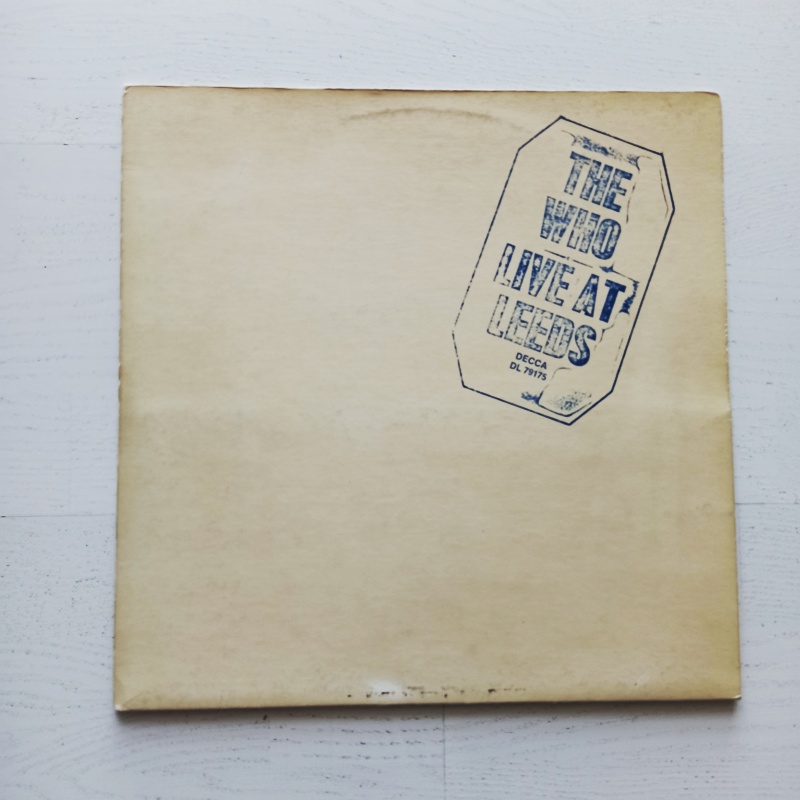 THE
WHO
LIVE AT
LEEDS
DECCA
DL 79175